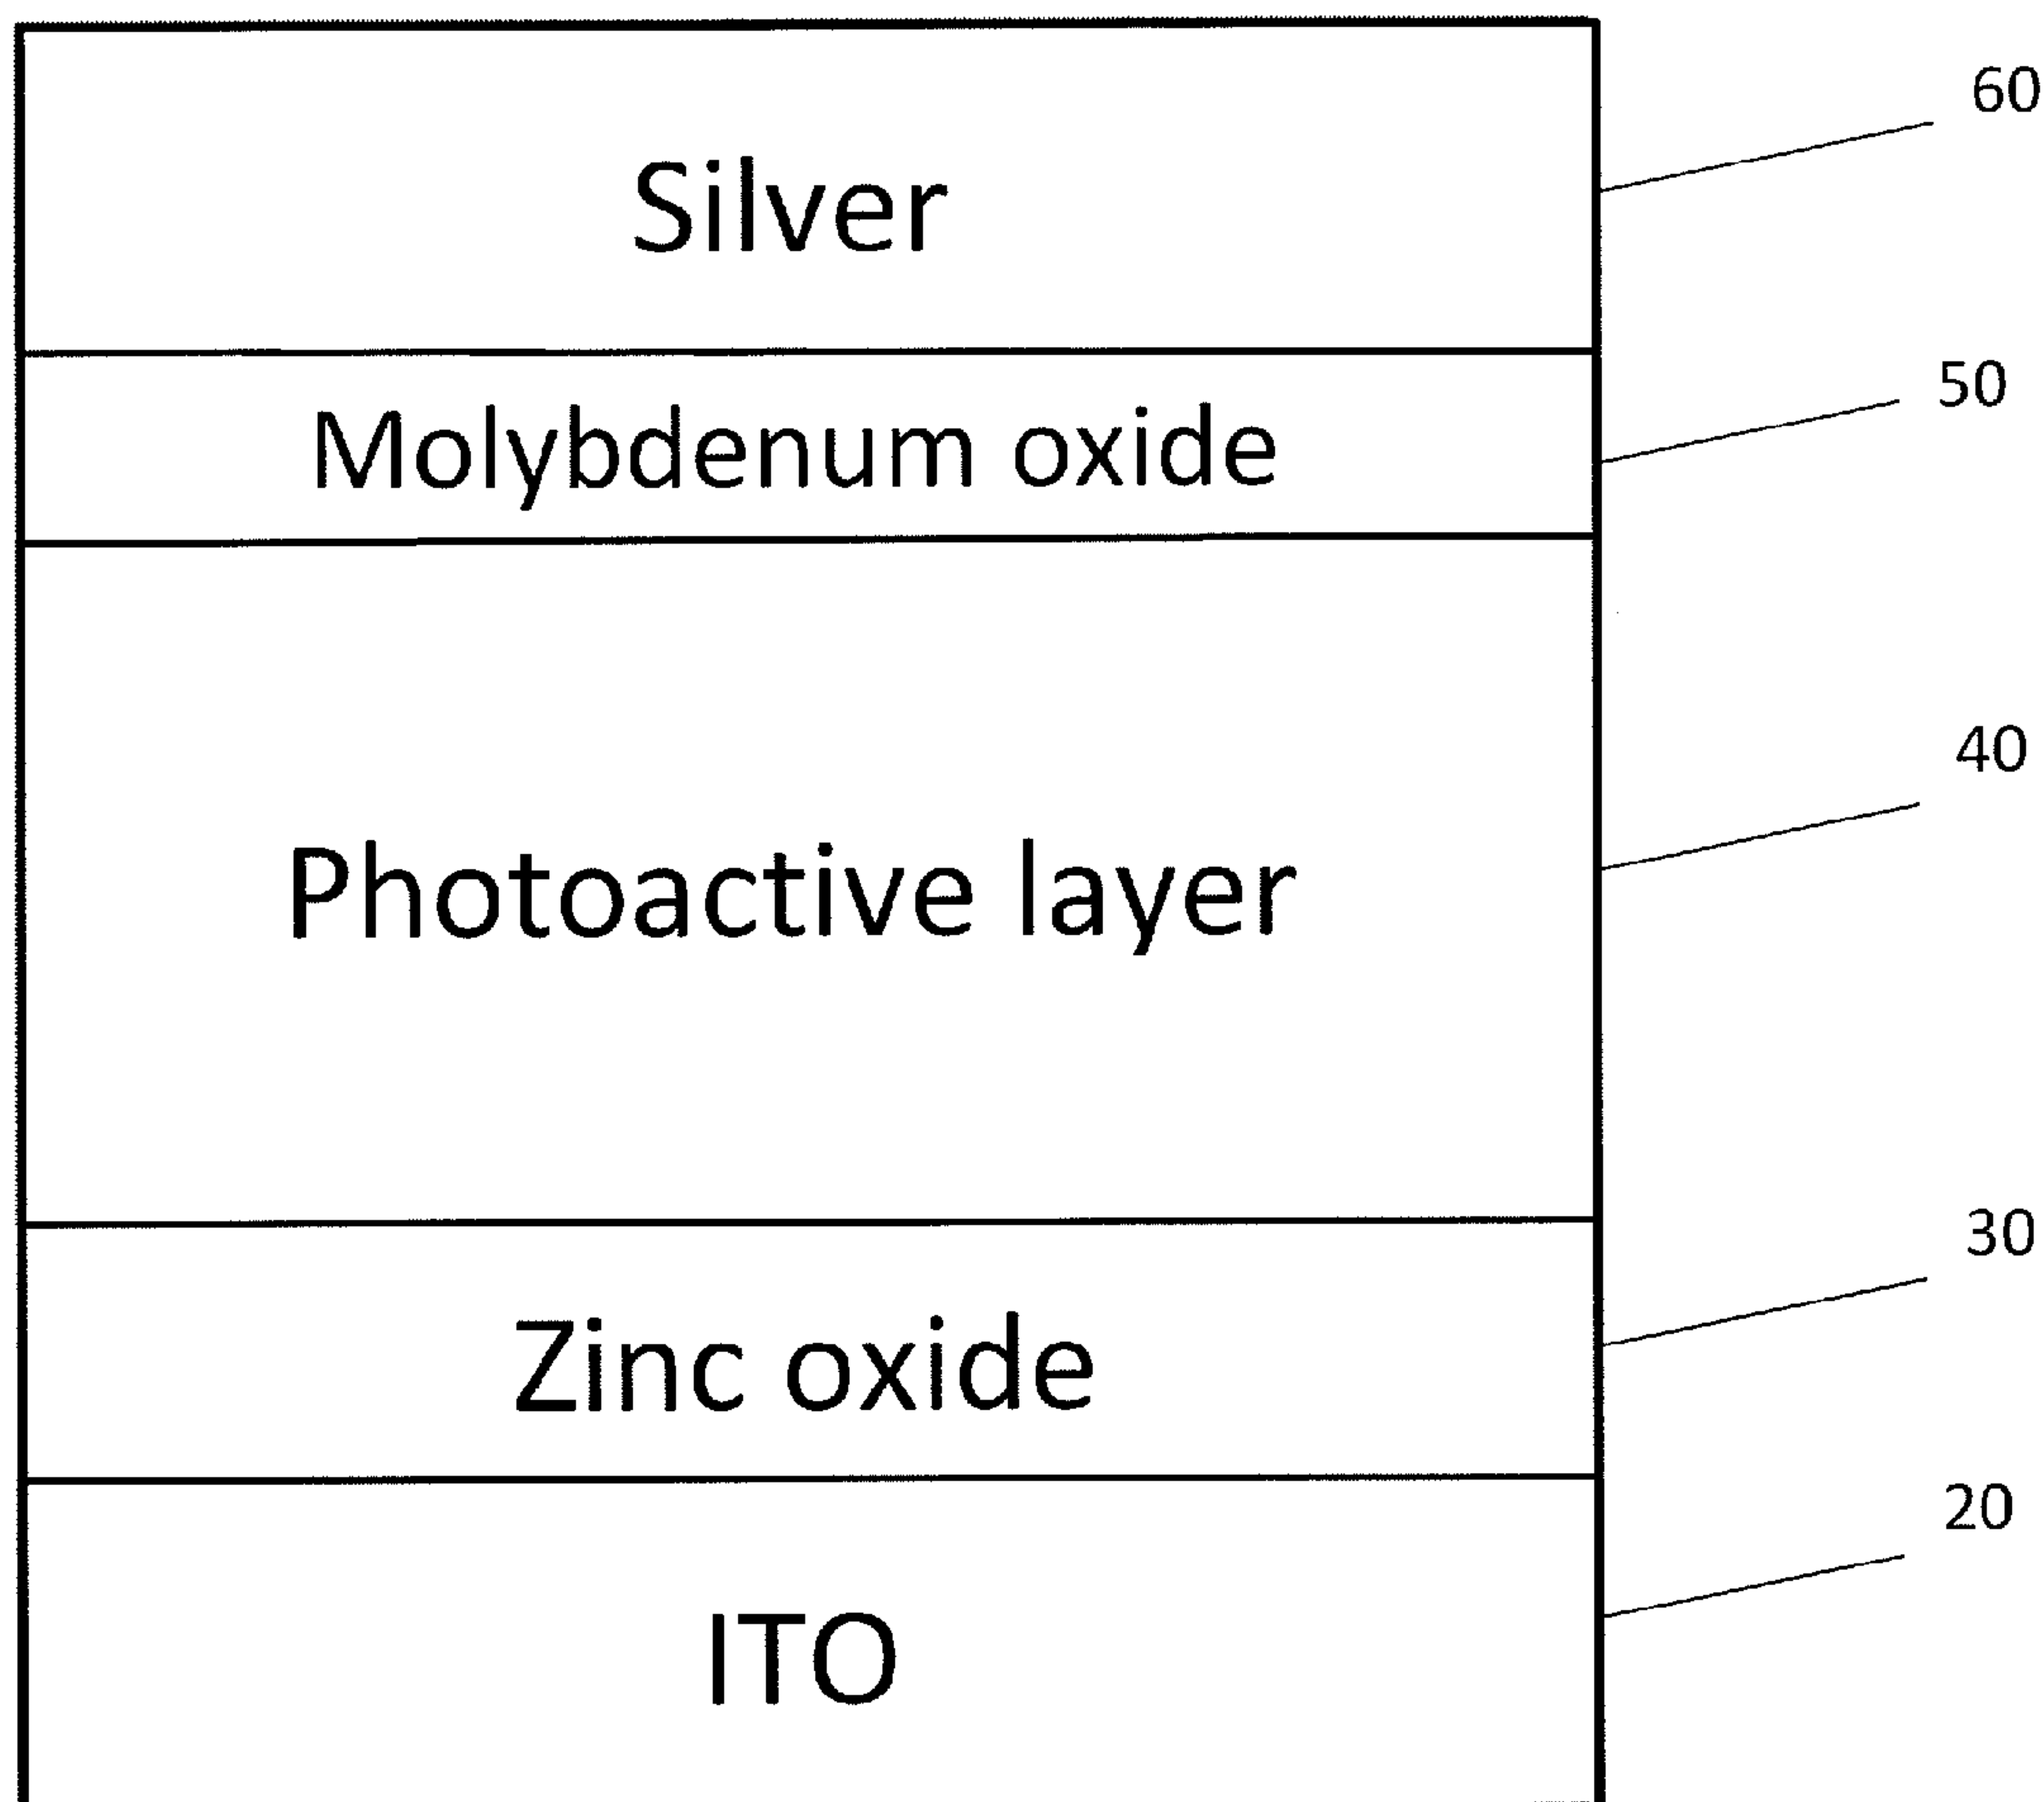 60
Silver
50
Molybdenum oxide
40
Photoactive layer
30
Zinc oxide
20
ITO